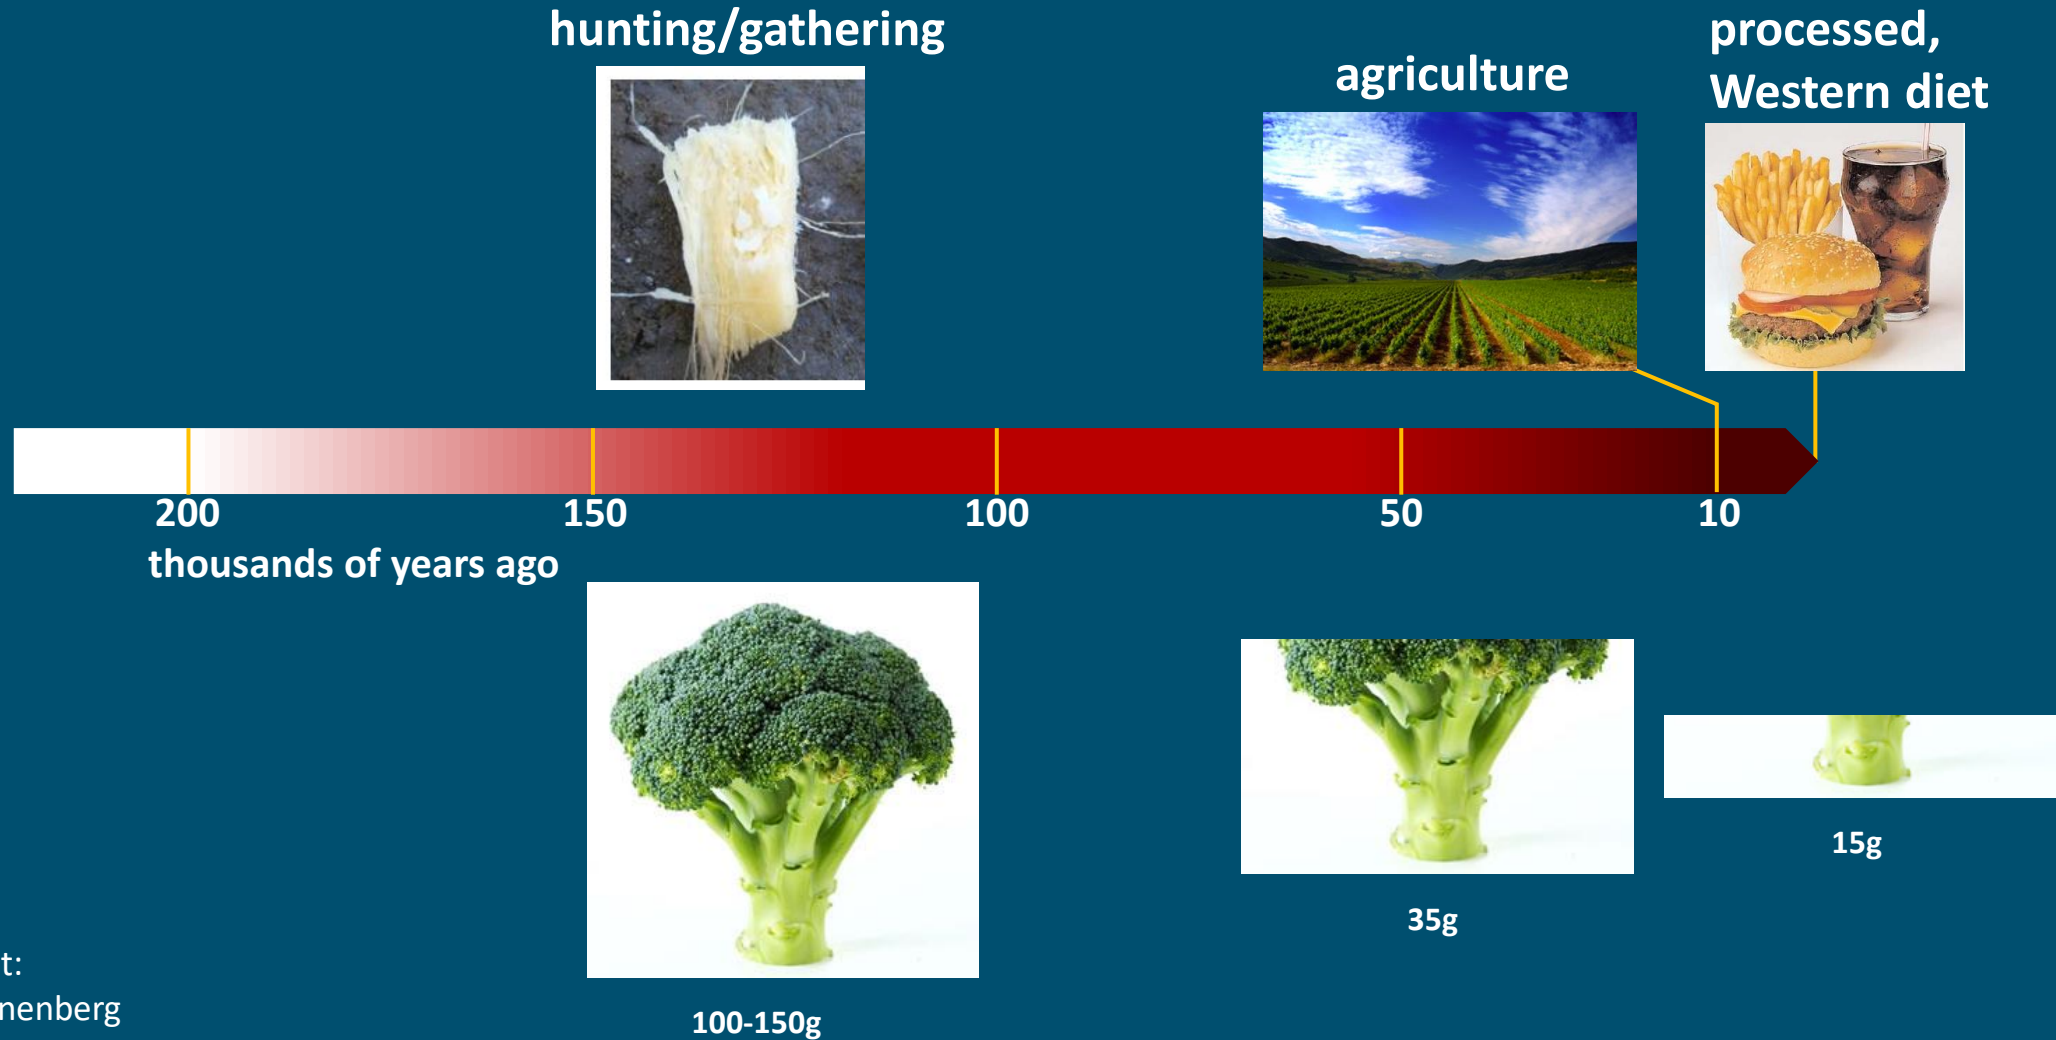 hunting/gathering
agriculture
processed,
Western diet
200
150
100
50
10
thousands of years ago
15g
35g
100-150g
t:
nenberg